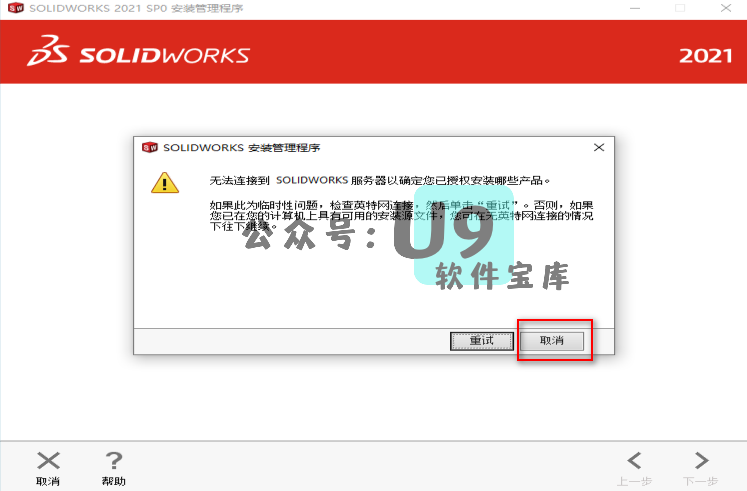 SOLIDWORKS 2021 SP0 安装管理程序
SOLIDWORKS
2021
SOLIDWORKS 安装管理程序
无法连接到 SOLIDWORKS 服务器以确定您已授权安装哪些产品。
如果此为临时性问题，检查英特网连接，然后单击“重试”。否则，如果
您已在您的计算机上具有可用的安装源文件，您可在无英特网连接的情况
下往下继续。
公众号：U9
软件宝库
重试
取消
取消
帮助
上一步
下一步